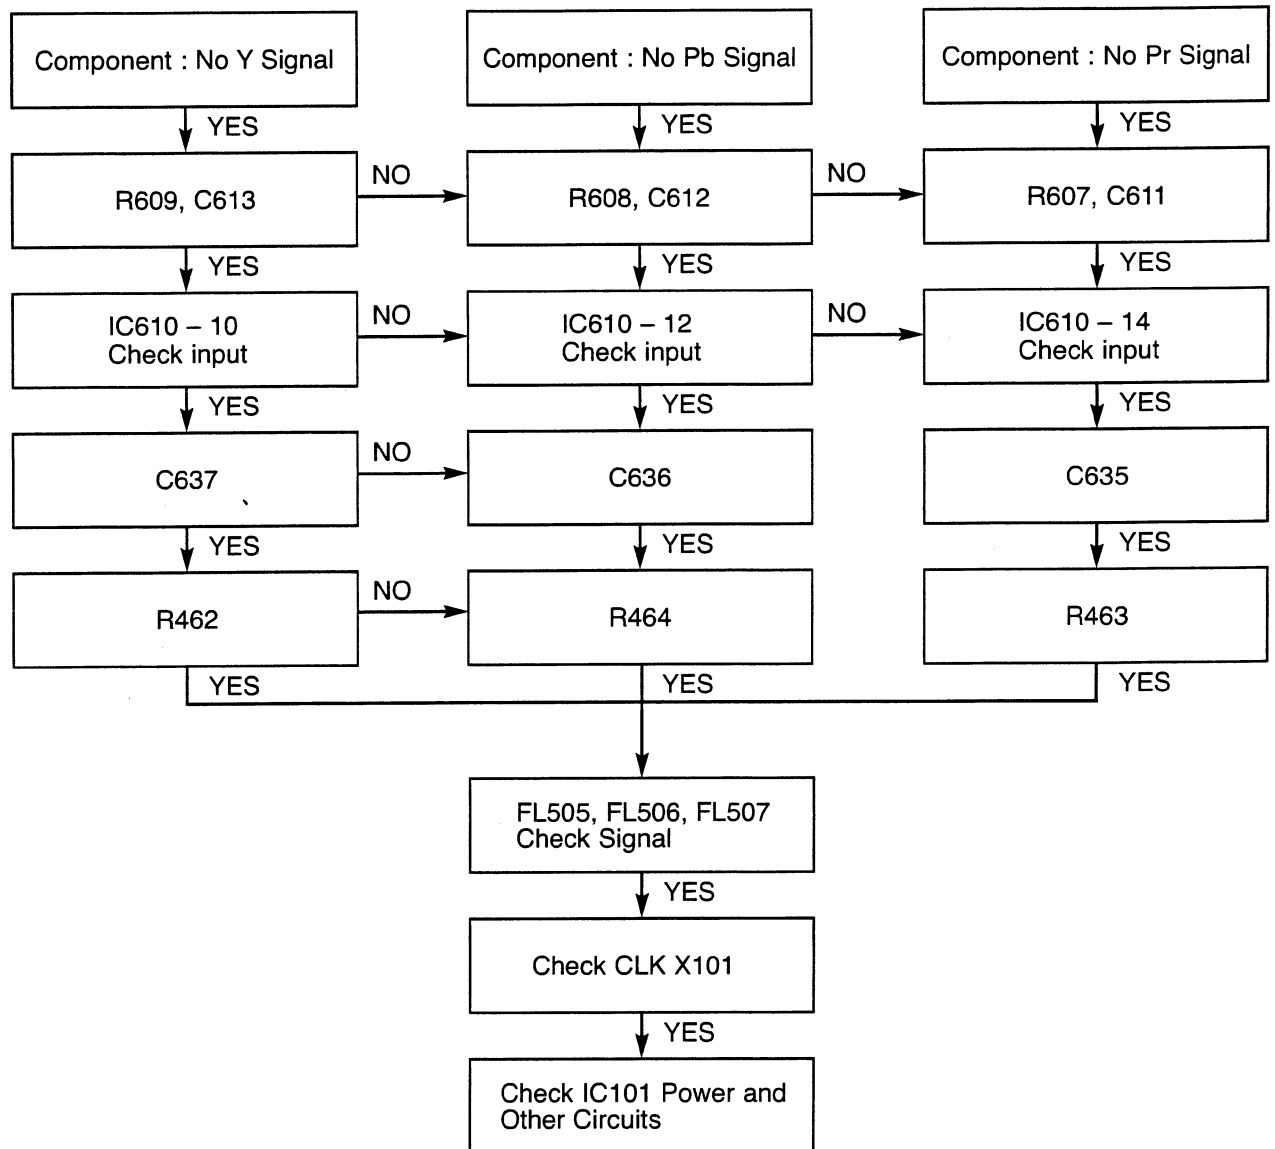 Component : No Y Signal
Component : No Pb Signal
Component : No Pr Signal
YES
YES
YES
R609, C613
NO
R608, C612
NO
R607, C611
YES
YES
YES
IC610 – 10
Check input
NO
IC610 – 12
Check input
NO
IC610 – 14
Check input
YES
YES
YES
C637
NO
C636
C635
YES
YES
YES
R462
NO
R464
R463
YES
YES
YES
FL505, FL506, FL507
Check Signal
YES
Check CLK X101
YES
Check IC101 Power and
Other Circuits